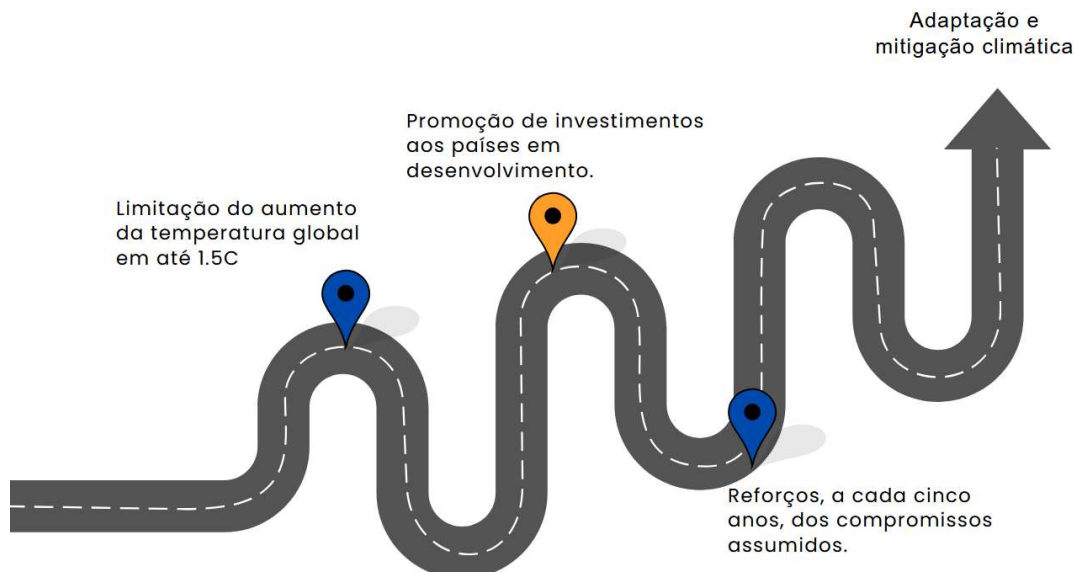 Adaptação e
mitigação climática
Promoção de investimentos
aos países em
desenvolvimento.
Limitação do aumento
da temperatura global
em até 1.5C
Reforços, a cada cinco
anos, dos compromissos
assumidos.